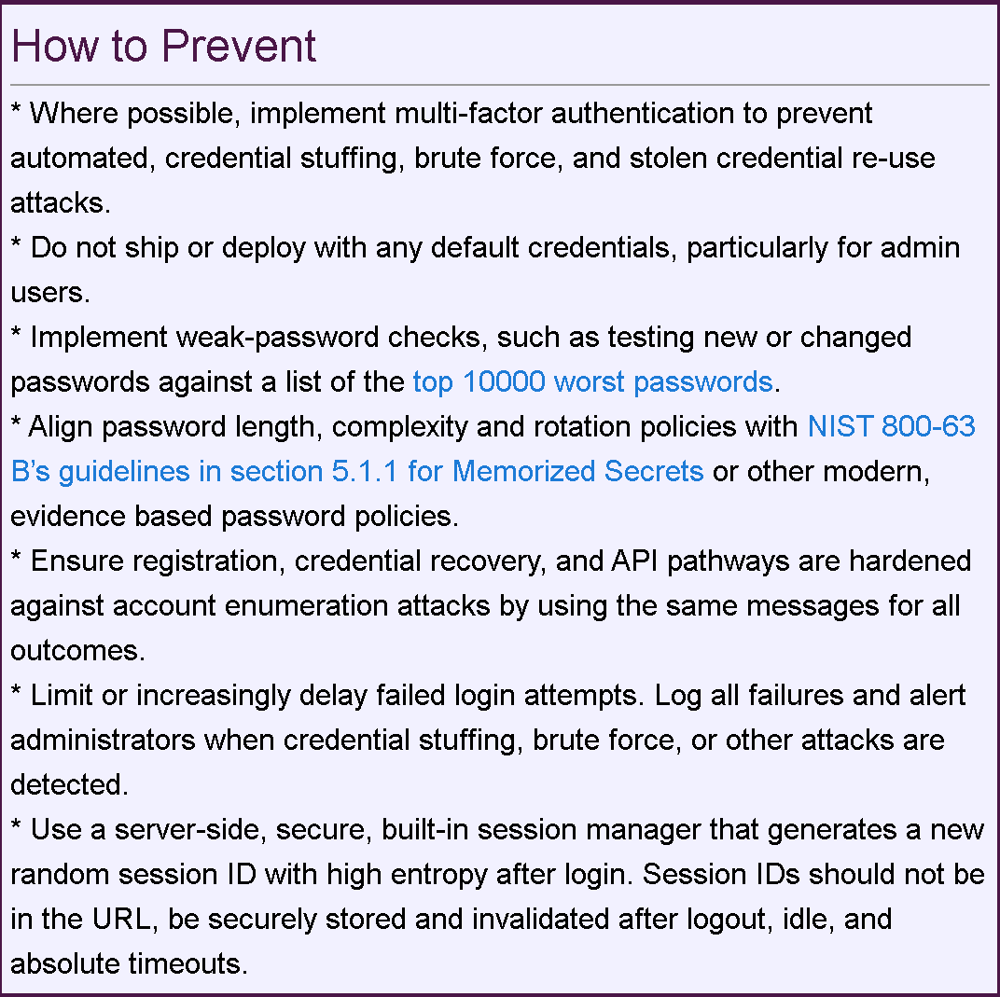 How to Prevent
* Where possible, implement multi-factor authentication to prevent
automated, credential stuffing, brute force, and stolen credential re-use
attacks.
* Do not ship or deploy with any default credentials, particularly for admin
users.
* Implement weak-password checks, such as testing new or changed
passwords against a list of the top 10000 worst passwords.
* Align password length, complexity and rotation policies with NIST 800-63
B’s guidelines in section 5.1.1 for Memorized Secrets or other modern,
evidence based password policies.
* Ensure registration, credential recovery, and API pathways are hardened
against account enumeration attacks by using the same messages for all
outcomes.
* Limit or increasingly delay failed login attempts. Log all failures and alert
administrators when credential stuffing, brute force, or other attacks are
detected.
* Use a server-side, secure, built-in session manager that generates a new
random session ID with high entropy after login. Session IDs should not be
in the URL, be securely stored and invalidated after logout, idle, and
absolute timeouts.